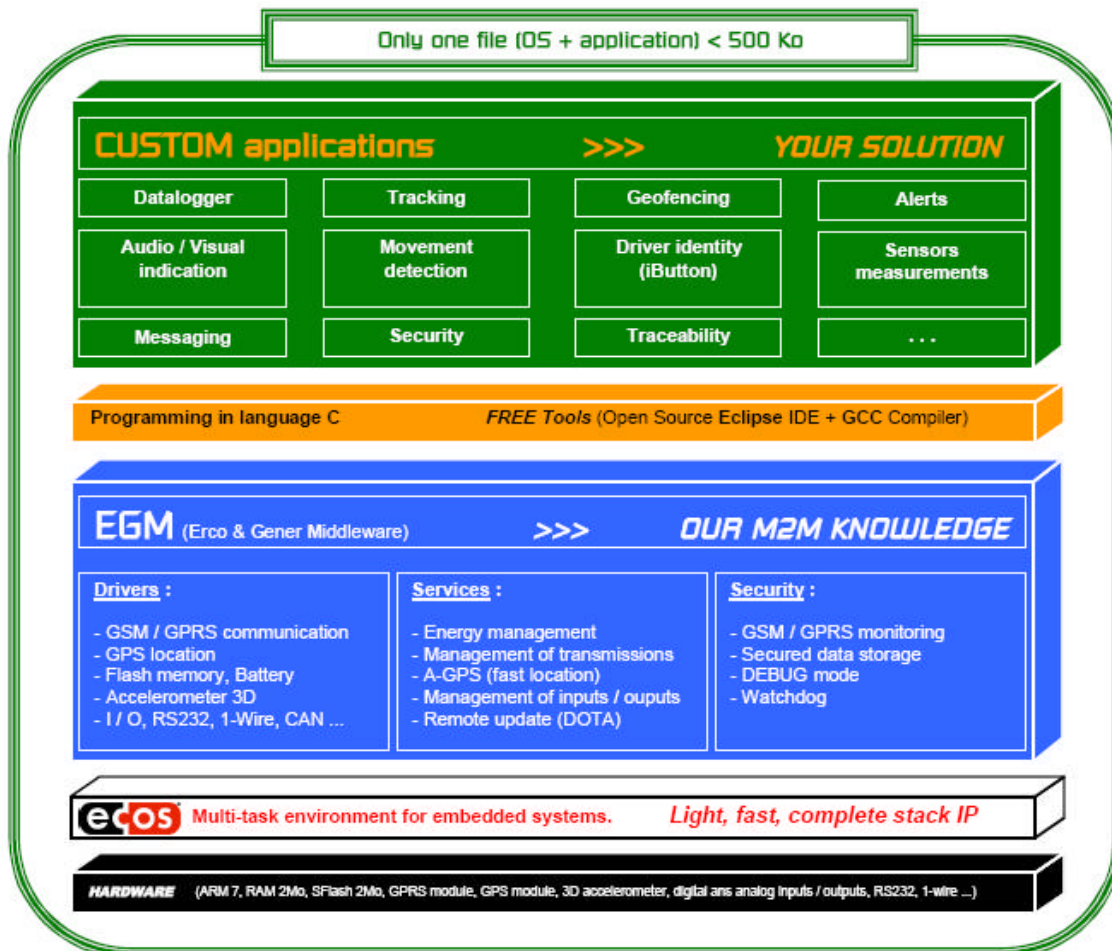 Only one file (OS + application) < 500 Ko
CUSTOM applications >>> YOUR SOLUTION
Datalogger
Tracking
Geofencing
Alerts
Audio / Visual
indication
Movement
detection
Driver identity
(iButton)
Sensors
measurements
Messaging
Security
Traceability
. . .
Programming in language C
FREE Tools (Open Source Eclipse IDE + GCC Compiler)
EGM (Erco & Gener Middleware) >>> OUR M2M KNOWLEDGE
Drivers :
- GSM / GPRS communication
- GPS location
- Flash memory, Battery
- Accelerometer 3D
- I / O, RS232, 1-Wire, CAN ...
Services :
- Energy management
- Management of transmissions
- A-GPS (fast location)
- Management of inputs / ouputs
- Remote update (DOTA)
Security :
- GSM / GPRS monitoring
- Secured data storage
- DEBUG mode
- Watchdog
ecos Multi-task environment for embedded systems. Light, fast, complete stack IP
HARDWARE (ARM 7, RAM 2Mo, SFlash 2Mo, GPRS module, GPS module, 3D accelerometer, digital ans analog inputs / outputs, RS232, 1-wire ...)